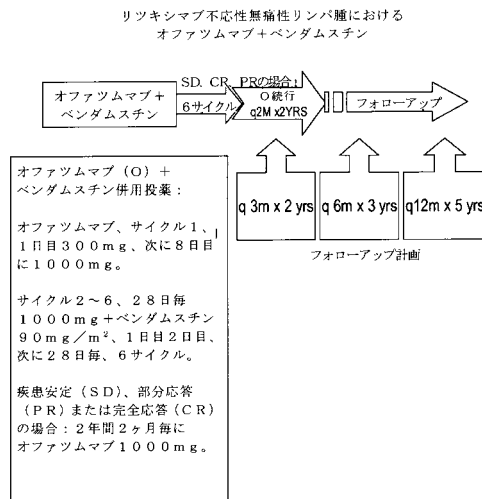 リツキシマブ不応性無痛性リンパ腫における
オファツムマブ+ベンダムスチン
オファツムマブ+
ベンダムスチン
SD、CR、PRの場合：
6サイクル
O続行
q2M x2YRS
フォローアップ
オファツムマブ(O)+
ベンダムスチン併用投薬：
オファツムマブ、サイクル1、
1日目300mg、次に8日目
に1000mg。
サイクル2～6、28日毎
1000mg+ベンダムスチン
90mg/m²、1日目2日目、
次に28日毎、6サイクル。
疾患安定(SD)、部分応答
(PR)または完全応答(CR)
の場合：2年間2ヶ月毎に
オファツムマブ1000mg。
q 3m x 2 yrs
q 6m x 3 yrs
q12m x 5 yrs
フォローアップ計画